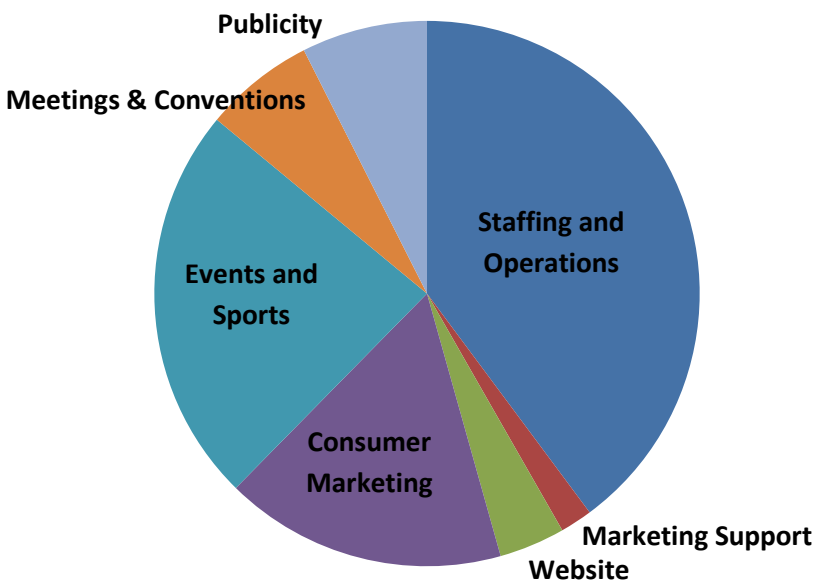 Publicity
Meetings & Conventions
Staffing and
Operations
Events and
Sports
Consumer
Marketing
Marketing Support
Website